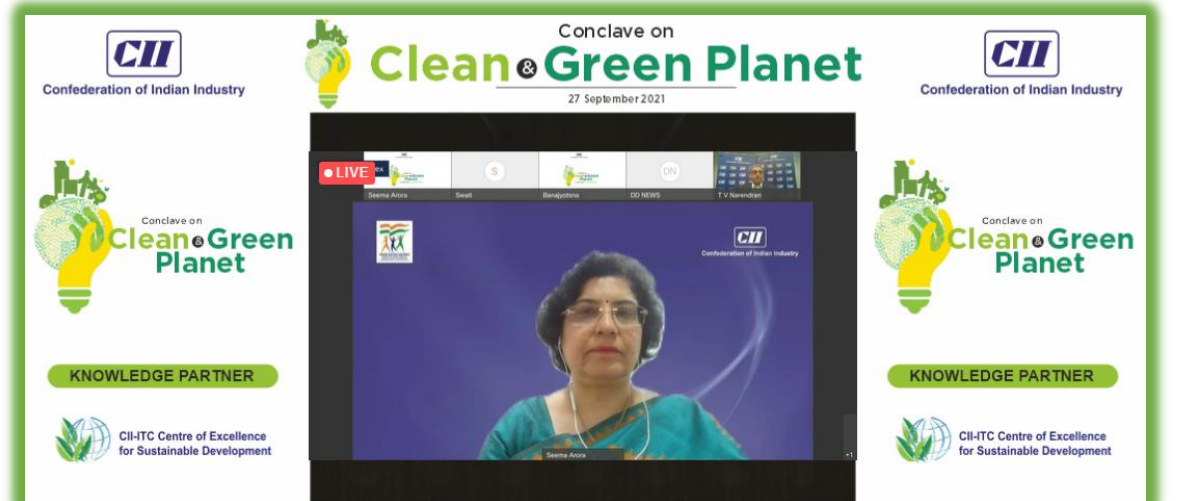 CII
Confederation of Indian Industry
Conclave on
Clean & Green Planet
27 September 2021
CII
Confederation of Indian Industry
LIVE
ex
S
DN
Seema Arora
Swati
Banajyotsna
DD NEWS
T V Narendran
CII
Confederation of Indian Industry
Seema Arora
+1
Conclave on
Clean & Green
Planet
KNOWLEDGE PARTNER
CII-ITC Centre of Excellence
for Sustainable Development
Conclave on
Clean & Green
Planet
KNOWLEDGE PARTNER
CII-ITC Centre of Excellence
for Sustainable Development